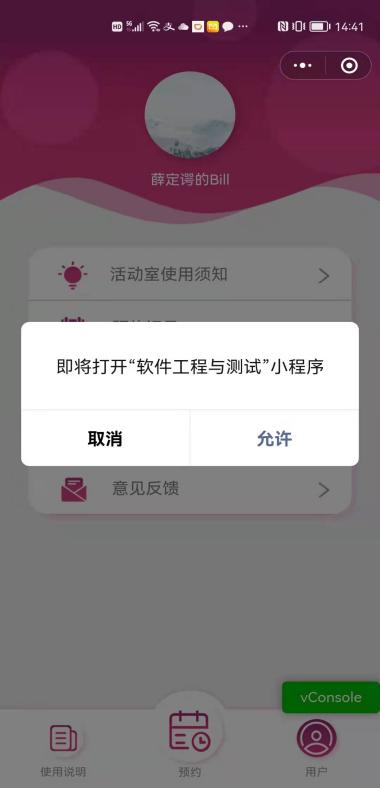 HD 5G 14:41
薛定谔的Bill
活动室使用须知
即将打开“软件工程与测试”小程序
取消
允许
意见反馈
vConsole
使用说明
预约
用户